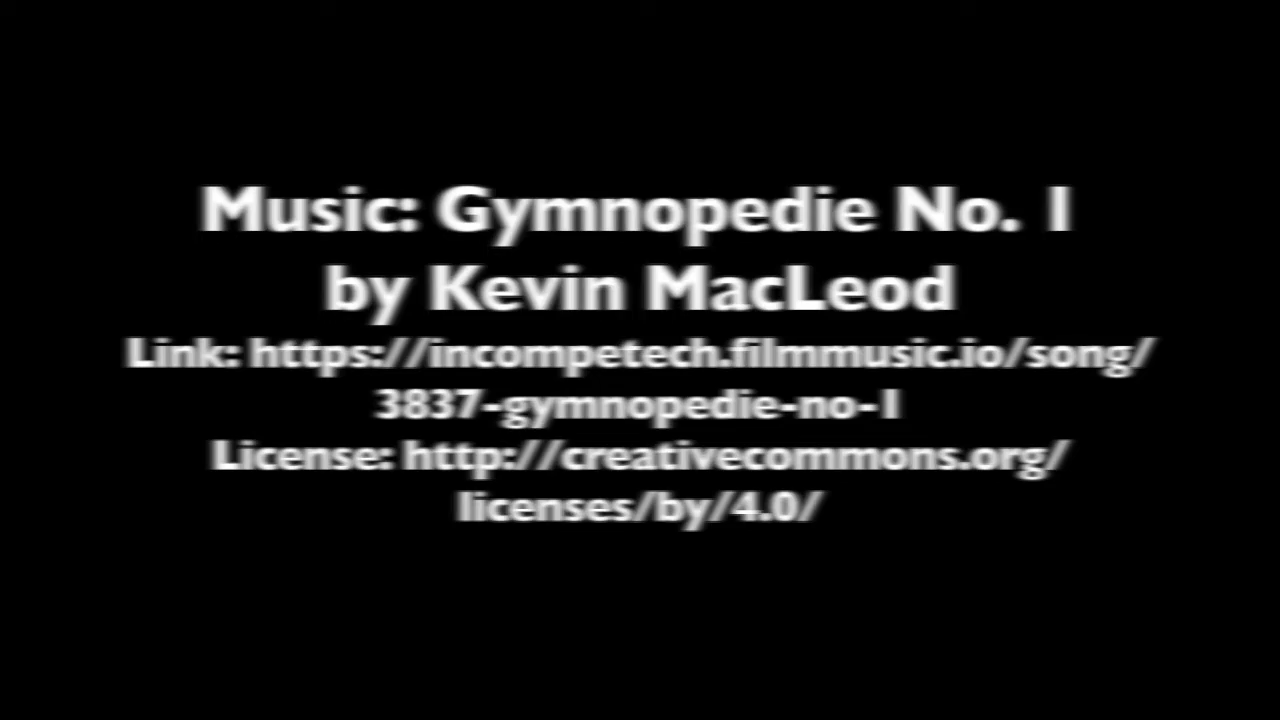 Music: Gymnopedie No. 1
by Kevin MacLeod
Link: https://incompetech.filmmusic.io/song/
3837-gymnopedie-no-1
License: http://creativecommons.org/
licenses/by/4.0/